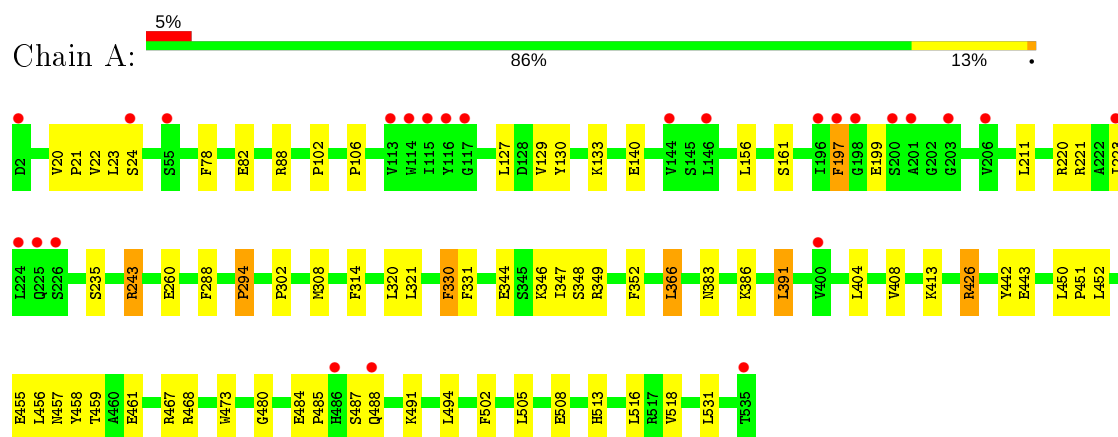 5%
Chain A:
86% 13% •
D2 V20 P21 V22 L23 S24 S55 F78 E82 R88 P102 P106 V113 W114 I115 Y116 G117 L127 D128 V129 Y130 K133 E140 V144 S145 L146 L156 S161 I196 F197 G198 E199 S200 A201 G202 G203 V206 L211 R220 R221 A222
L224 Q225 S226 S235 R243 E260 F288 P294 P302 M308 F314 L320 L321 F330 F331 E344 S345 K346 I347 S348 R349 F352 L366 N383 K386 L391 V400 L404 V408 K413 R426 Y442 E443 L450 P451 L452
E455 L456 N457 Y458 T459 A460 E461 R467 R468 W473 G480 E484 P485 H486 S487 Q488 K491 L494 F502 L505 E508 H513 L516 R517 V518 L531 T535